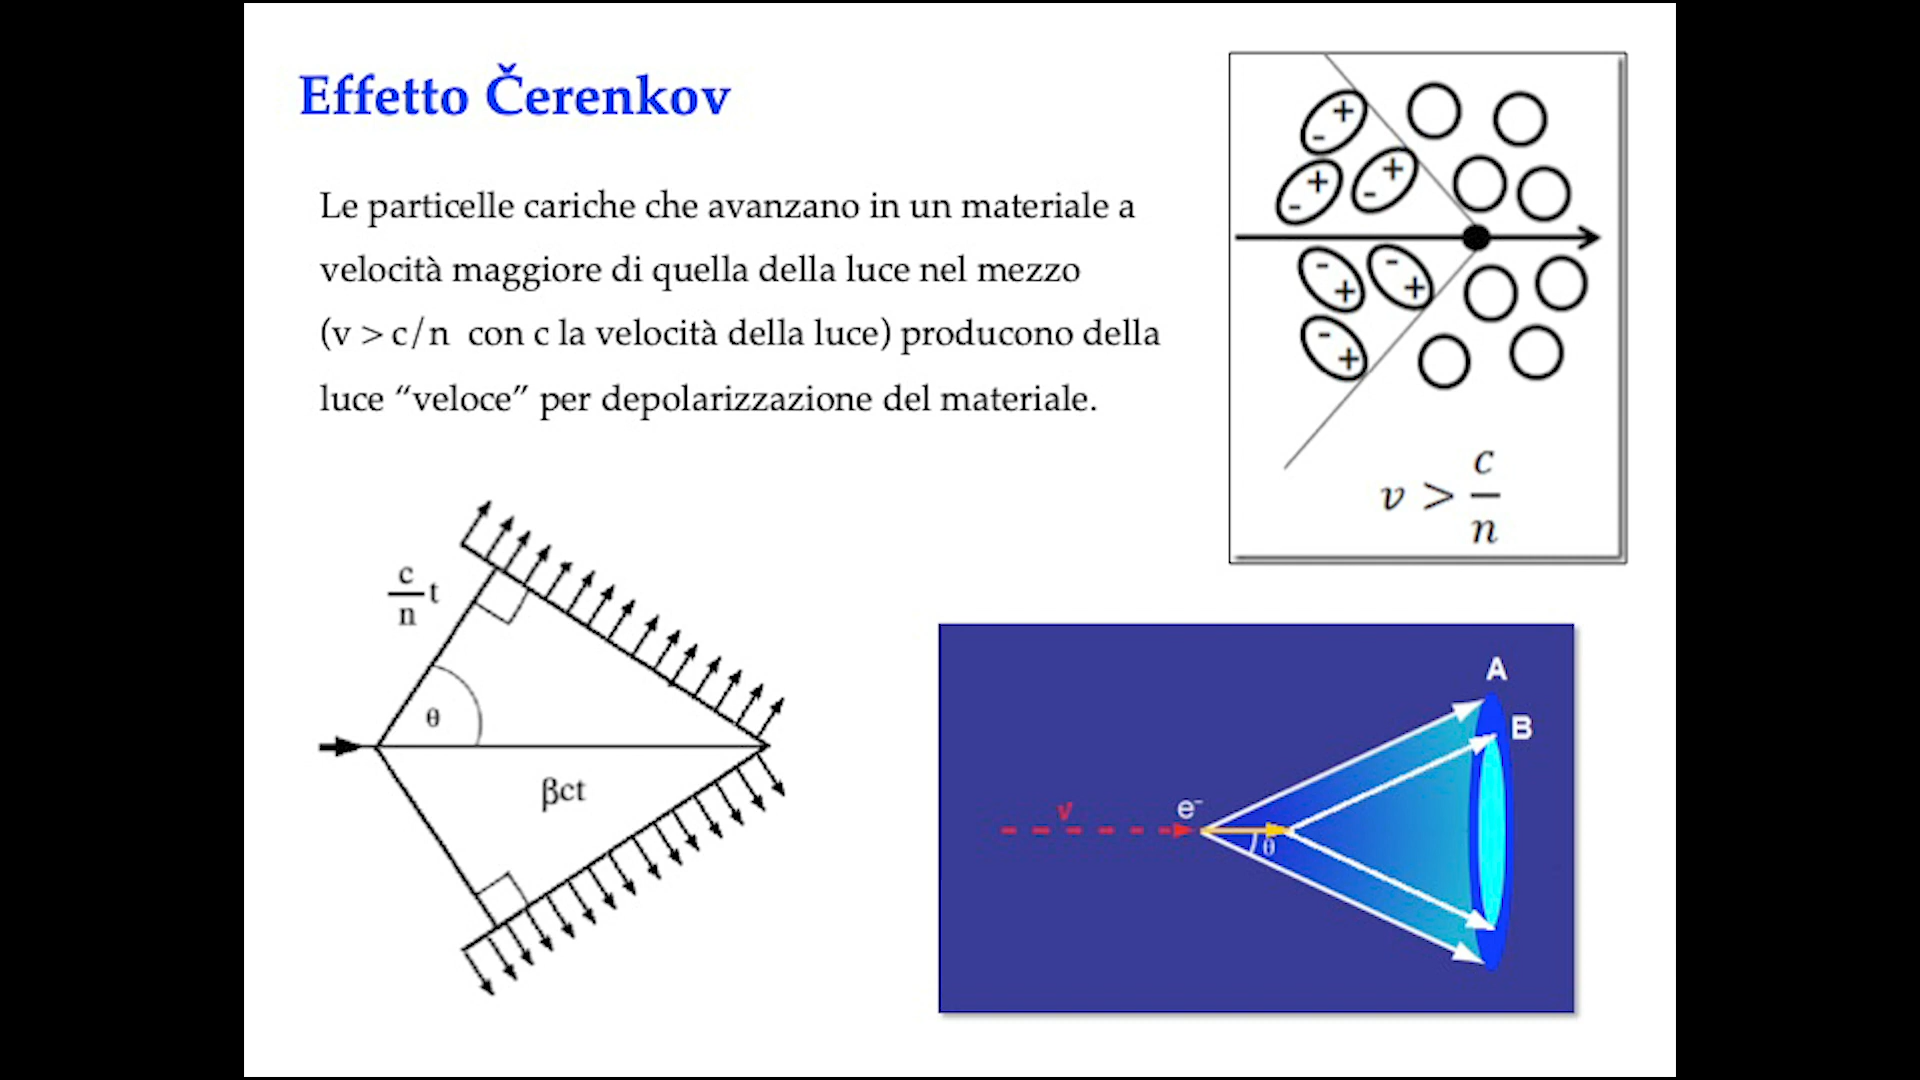 Effetto Čerenkov
Le particelle cariche che avanzano in un materiale a
velocità maggiore di quella della luce nel mezzo
(v > c/n con c la velocità della luce) producono della
luce “veloce” per depolarizzazione del materiale.
+ -
+ -
+ -
- +
- +
- +
v > c/n
c/n t
θ
βct
A
B
ν
e⁻
θ